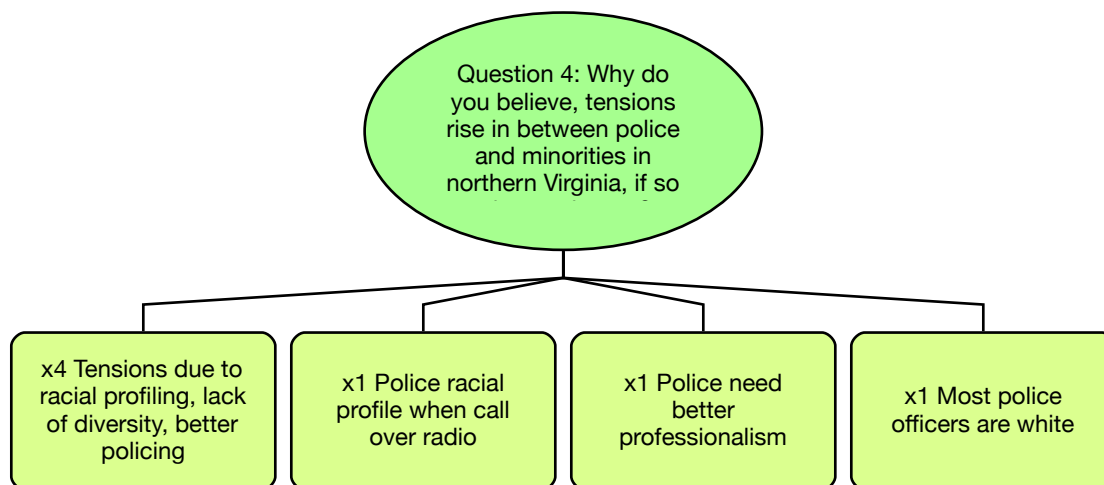 Question 4: Why do
you believe, tensions
rise in between police
and minorities in
northern Virginia, if so
x4 Tensions due to
racial profiling, lack
of diversity, better
policing
x1 Police racial
profile when call
over radio
x1 Police need
better
professionalism
x1 Most police
officers are white